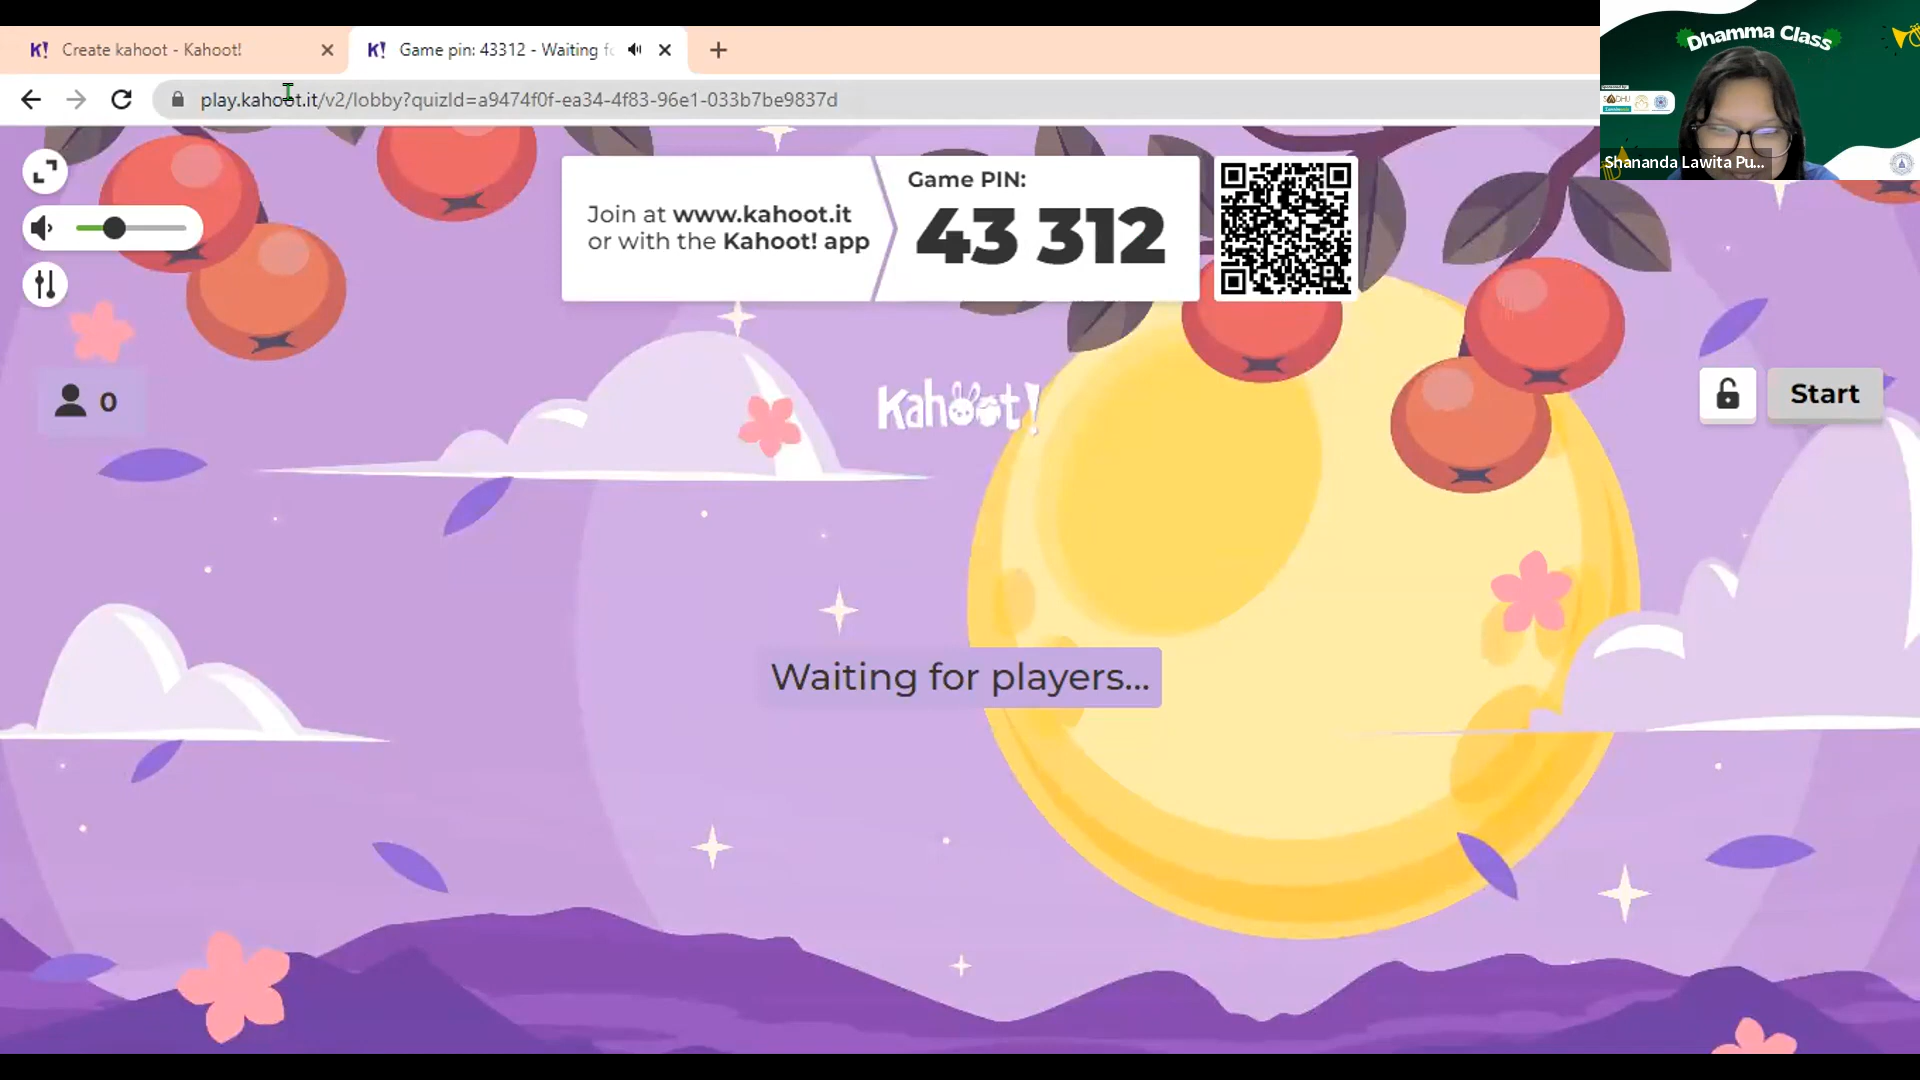 Create kahoot - Kahoot!
Game pin: 43312 - Waiting fo
play.kahoot.it/v2/lobby?quizId=a9474f0f-ea34-4f83-96e1-033b7be9837d
Dhamma Class
SADHU
Shananda Lawita Pu...
Join at www.kahoot.it
or with the Kahoot! app
Game PIN:
43 312
0
Kahoot!
Start
Waiting for players...